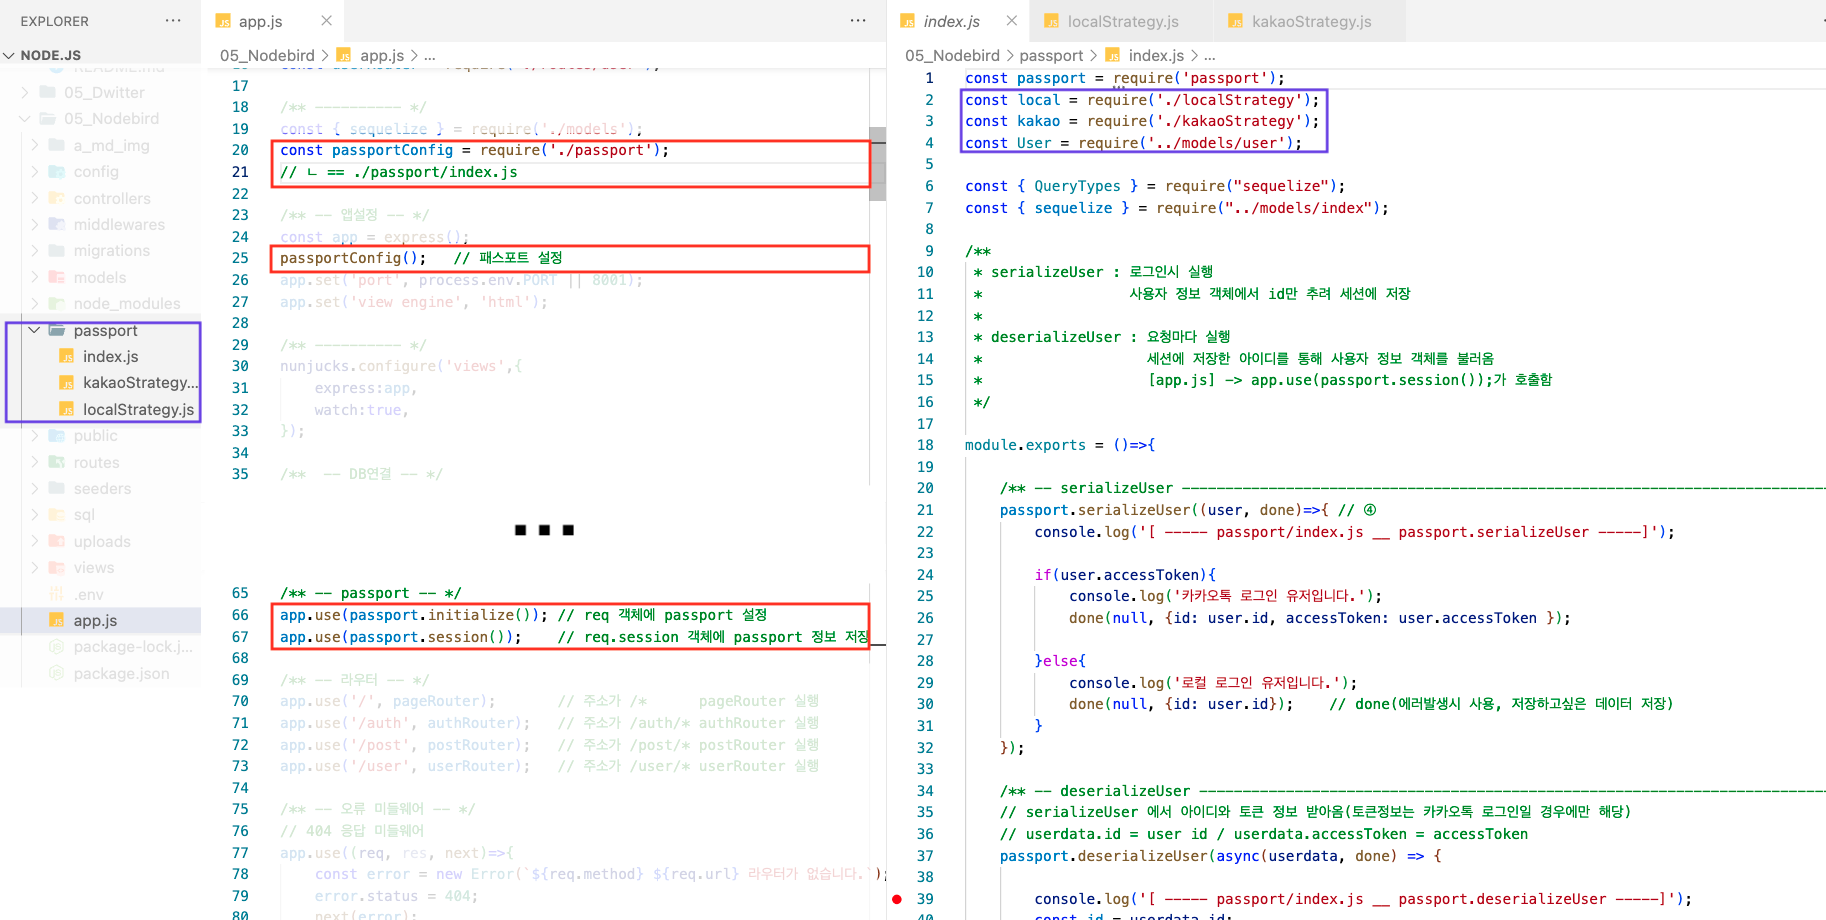 EXPLORER
NODE.JS
README.md
05_Dwitter
05_Nodebird
a_md_img
config
controllers
middlewares
migrations
models
node_modules
passport
index.js
kakaoStrategy...
localStrategy.js
public
routes
seeders
sql
uploads
views
.env
app.js
package-lock.j...
package.json
app.js
05_Nodebird > app.js > ...
17
18 /** ---------- */
19 const { sequelize } = require('./models');
20 const passportConfig = require('./passport');
21 // ㄴ == ./passport/index.js
22
23 /** -- 앱설정 -- */
24 const app = express();
25 passportConfig();   // 패스포트 설정
26 app.set('port', process.env.PORT || 8001);
27 app.set('view engine', 'html');
28
29 /** ---------- */
30 nunjucks.configure('views',{
31     express:app,
32     watch:true,
33 });
34
35 /**  -- DB연결 -- */
65 /** -- passport -- */
66 app.use(passport.initialize()); // req 객체에 passport 설정
67 app.use(passport.session());    // req.session 객체에 passport 정보 저장
68
69 /** -- 라우터 -- */
70 app.use('/', pageRouter);       // 주소가 /*      pageRouter 실행
71 app.use('/auth', authRouter);   // 주소가 /auth/* authRouter 실행
72 app.use('/post', postRouter);   // 주소가 /post/* postRouter 실행
73 app.use('/user', userRouter);   // 주소가 /user/* userRouter 실행
74
75 /** -- 오류 미들웨어 -- */
76 // 404 응답 미들웨어
77 app.use((req, res, next)=>{
78     const error = new Error(`${req.method} ${req.url} 라우터가 없습니다.`);
79     error.status = 404;
80     next(error);
index.js
localStrategy.js
kakaoStrategy.js
05_Nodebird > passport > index.js > ...
1 const passport = require('passport');
2 const local = require('./localStrategy');
3 const kakao = require('./kakaoStrategy');
4 const User = require('../models/user');
5
6 const { QueryTypes } = require("sequelize");
7 const { sequelize } = require("../models/index");
8
9 /**
10  * serializeUser : 로그인시 실행
11  *                 사용자 정보 객체에서 id만 추려 세션에 저장
12  *
13  * deserializeUser : 요청마다 실행
14  *                   세션에 저장한 아이디를 통해 사용자 정보 객체를 불러옴
15  *                   [app.js] -> app.use(passport.session());가 호출함
16  */
17
18 module.exports = ()=>{
19
20     /** -- serializeUser ---------------------------------------------------------------------------
21     passport.serializeUser((user, done)=>{ // ④
22         console.log('[ ----- passport/index.js __ passport.serializeUser -----]');
23
24         if(user.accessToken){
25             console.log('카카오톡 로그인 유저입니다.');
26             done(null, {id: user.id, accessToken: user.accessToken });
27
28         }else{
29             console.log('로컬 로그인 유저입니다.');
30             done(null, {id: user.id});    // done(에러발생시 사용, 저장하고싶은 데이터 저장)
31         }
32     });
33
34     /** -- deserializeUser -------------------------------------------------------------------------
35     // serializeUser 에서 아이디와 토큰 정보 받아옴(토큰정보는 카카오톡 로그인일 경우에만 해당)
36     // userdata.id = user id / userdata.accessToken = accessToken
37     passport.deserializeUser(async(userdata, done) => {
38
39         console.log('[ ----- passport/index.js __ passport.deserializeUser -----]');
40         const id = userdata.id;